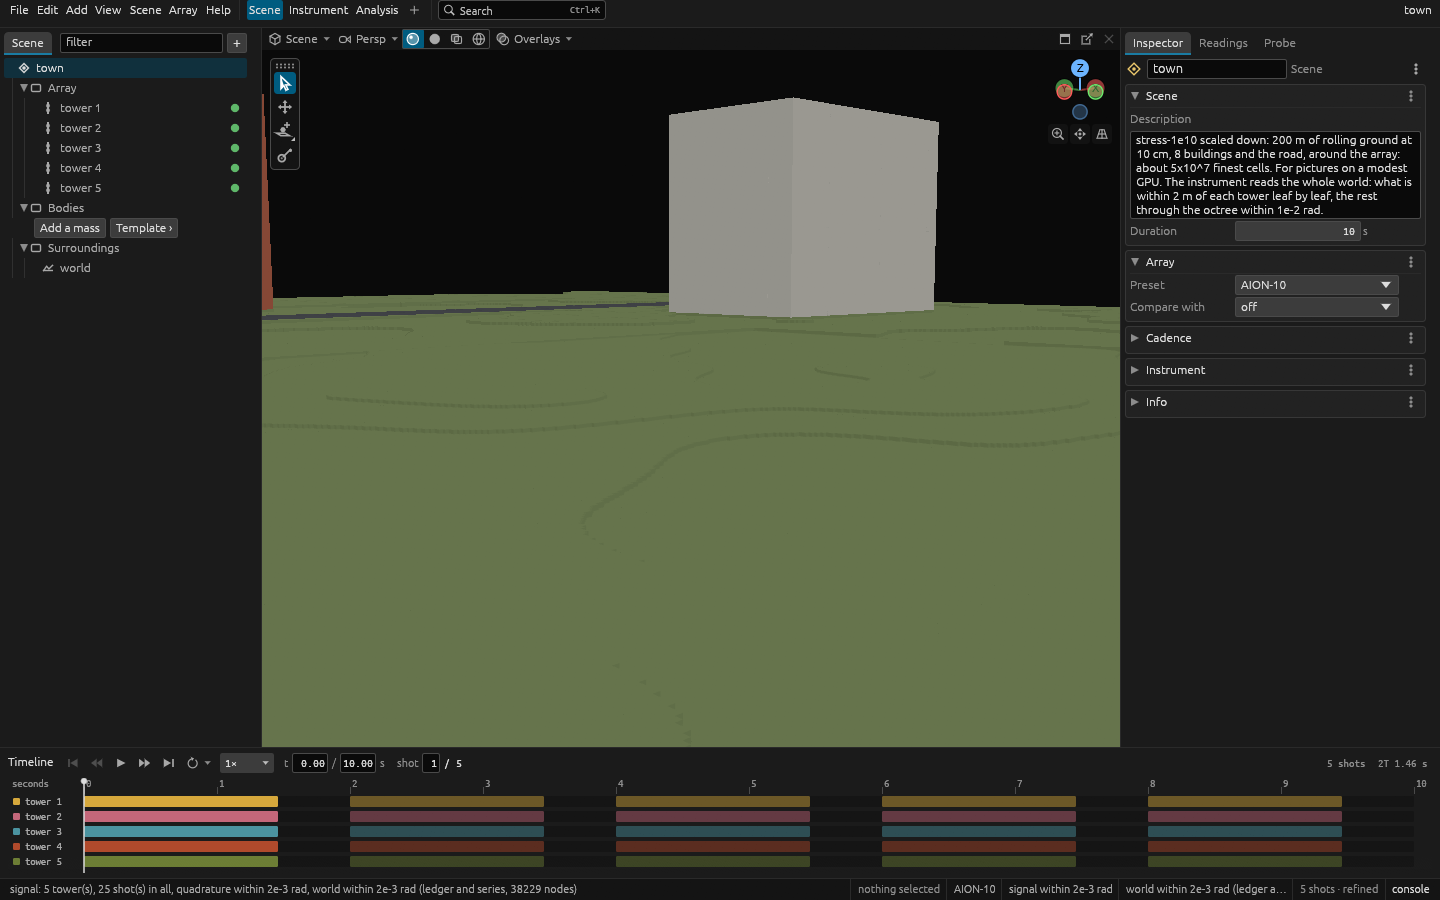 File Edit Add View Scene Array Help Scene Instrument Analysis + Search Ctrl+K town
Scene filter +
town
Array
tower 1
tower 2
tower 3
tower 4
tower 5
Bodies
Add a mass Template ›
Surroundings
world
Scene Persp Overlays
Z
Y X
Inspector Readings Probe
town Scene
Scene
Description
stress-1e10 scaled down: 200 m of rolling ground at
10 cm, 8 buildings and the road, around the array:
about 5x10^7 finest cells. For pictures on a modest
GPU. The instrument reads the whole world: what is
within 2 m of each tower leaf by leaf, the rest
through the octree within 1e-2 rad.
Duration 10 s
Array
Preset AION-10
Compare with off
Cadence
Instrument
Info
Timeline 1× t 0.00 / 10.00 s shot 1 / 5 5 shots 2T 1.46 s
seconds 0 1 2 3 4 5 6 7 8 9 10
tower 1
tower 2
tower 3
tower 4
tower 5
signal: 5 tower(s), 25 shot(s) in all, quadrature within 2e-3 rad, world within 2e-3 rad (ledger and series, 38229 nodes) nothing selected AION-10 signal within 2e-3 rad world within 2e-3 rad (ledger a... 5 shots · refined console